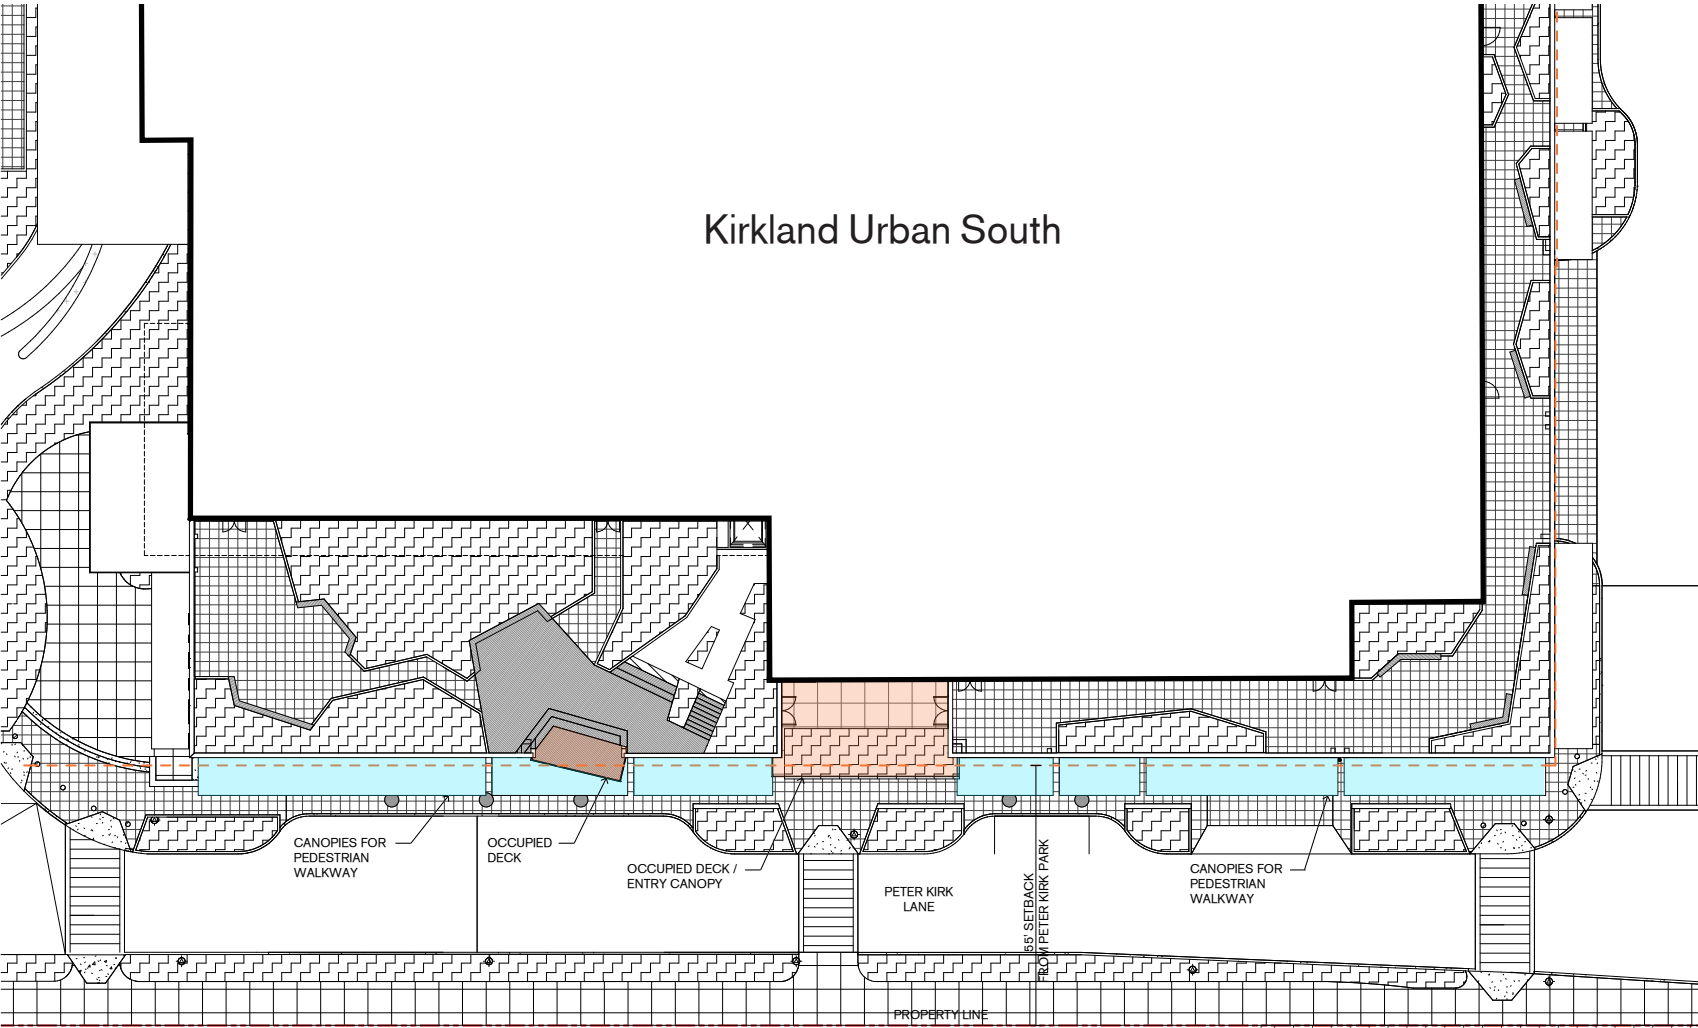 Kirkland Urban South
CANOPIES FOR
PEDESTRIAN
WALKWAY
OCCUPIED
DECK
OCCUPIED DECK /
ENTRY CANOPY
PETER KIRK
LANE
55' SETBACK
FROM PETER KIRK PARK
CANOPIES FOR
PEDESTRIAN
WALKWAY
PROPERTY LINE